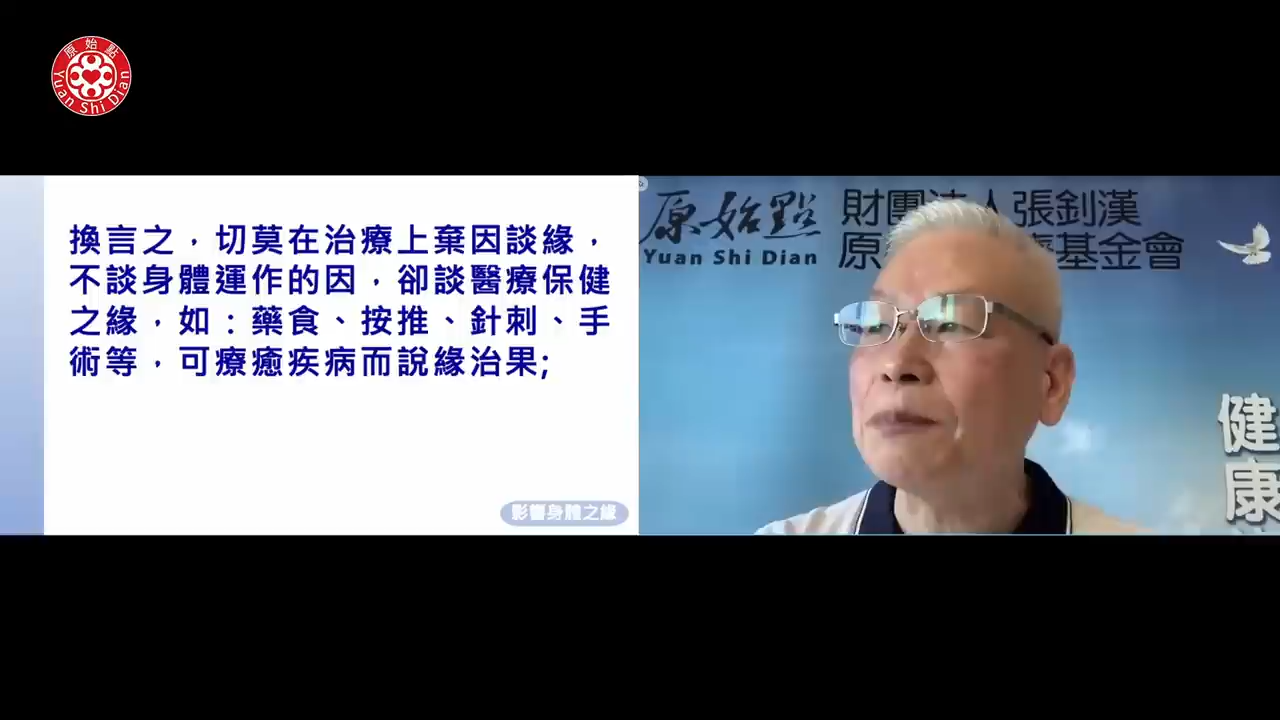 原始點
Yuan Shi Dian
換言之，切莫在治療上棄因談緣，
不談身體運作的因，卻談醫療保健
之緣，如：藥食、按推、針刺、手
術等，可療癒疾病而說緣治果;
影響身體之緣
原始點
Yuan Shi Dian
財團法人張釗漢
原基金會
健
康